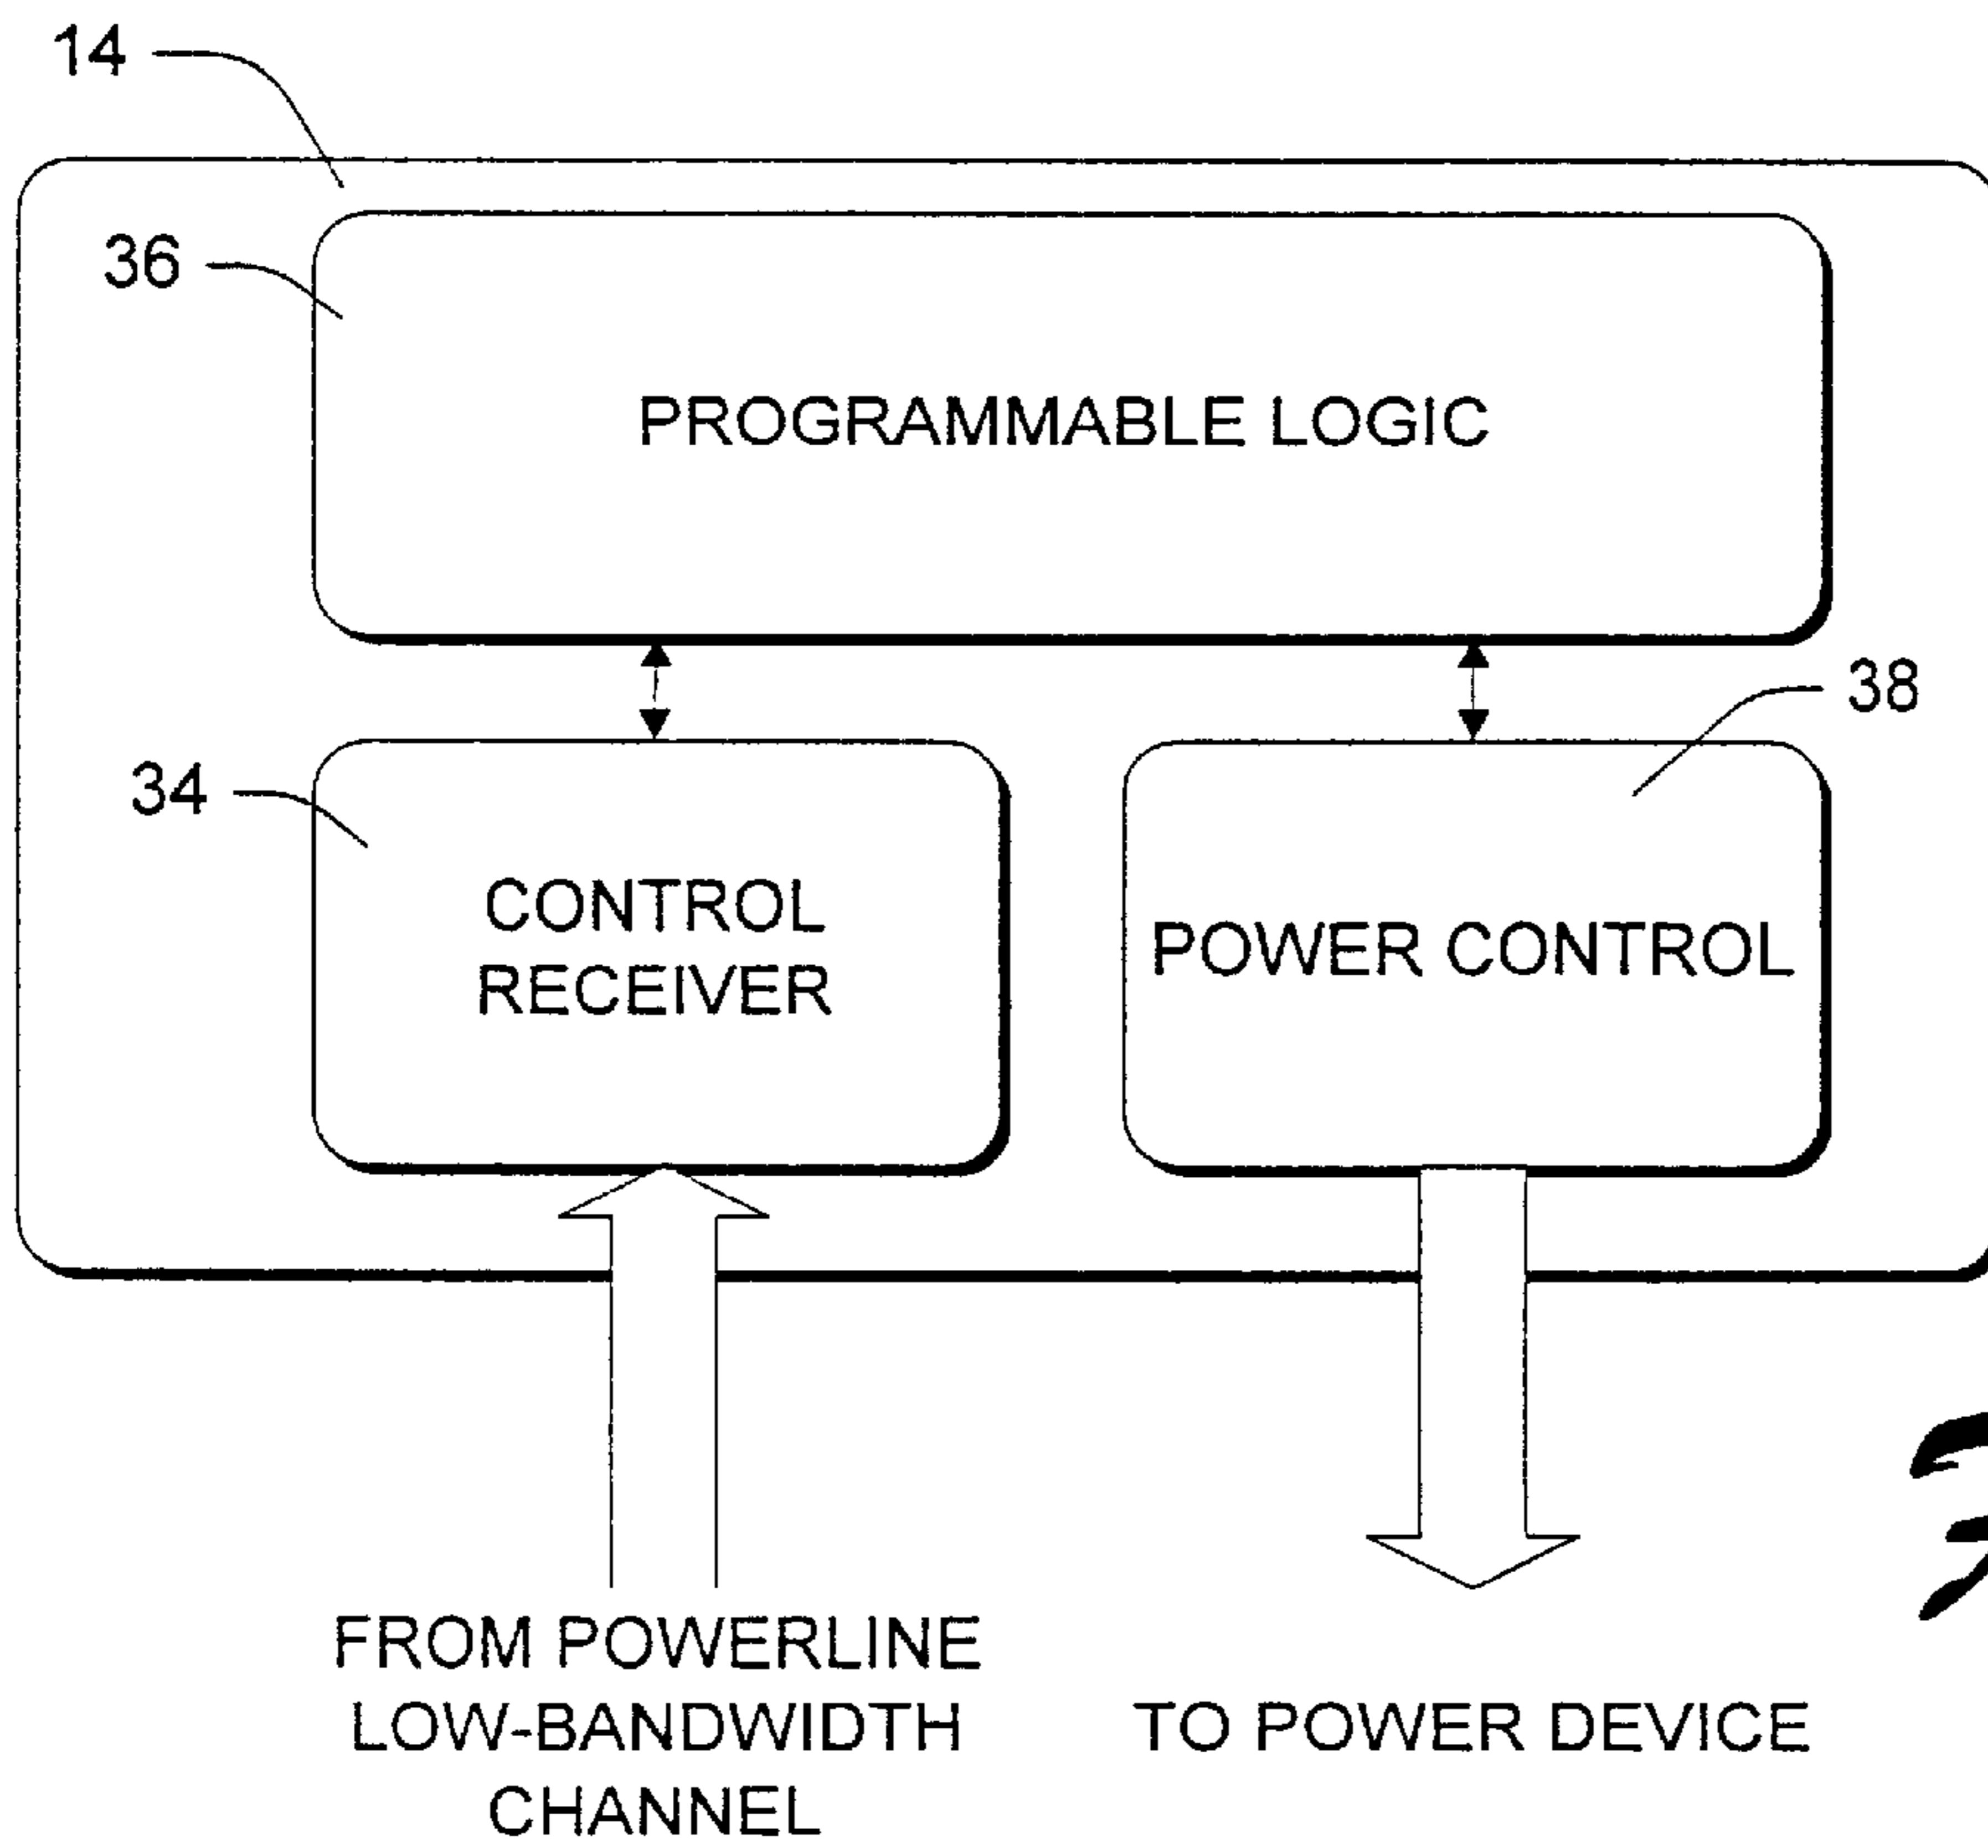 14
36
PROGRAMMABLE LOGIC
38
34
CONTROL
RECEIVER
POWER CONTROL
FROM POWERLINE
LOW-BANDWIDTH
CHANNEL
TO POWER DEVICE